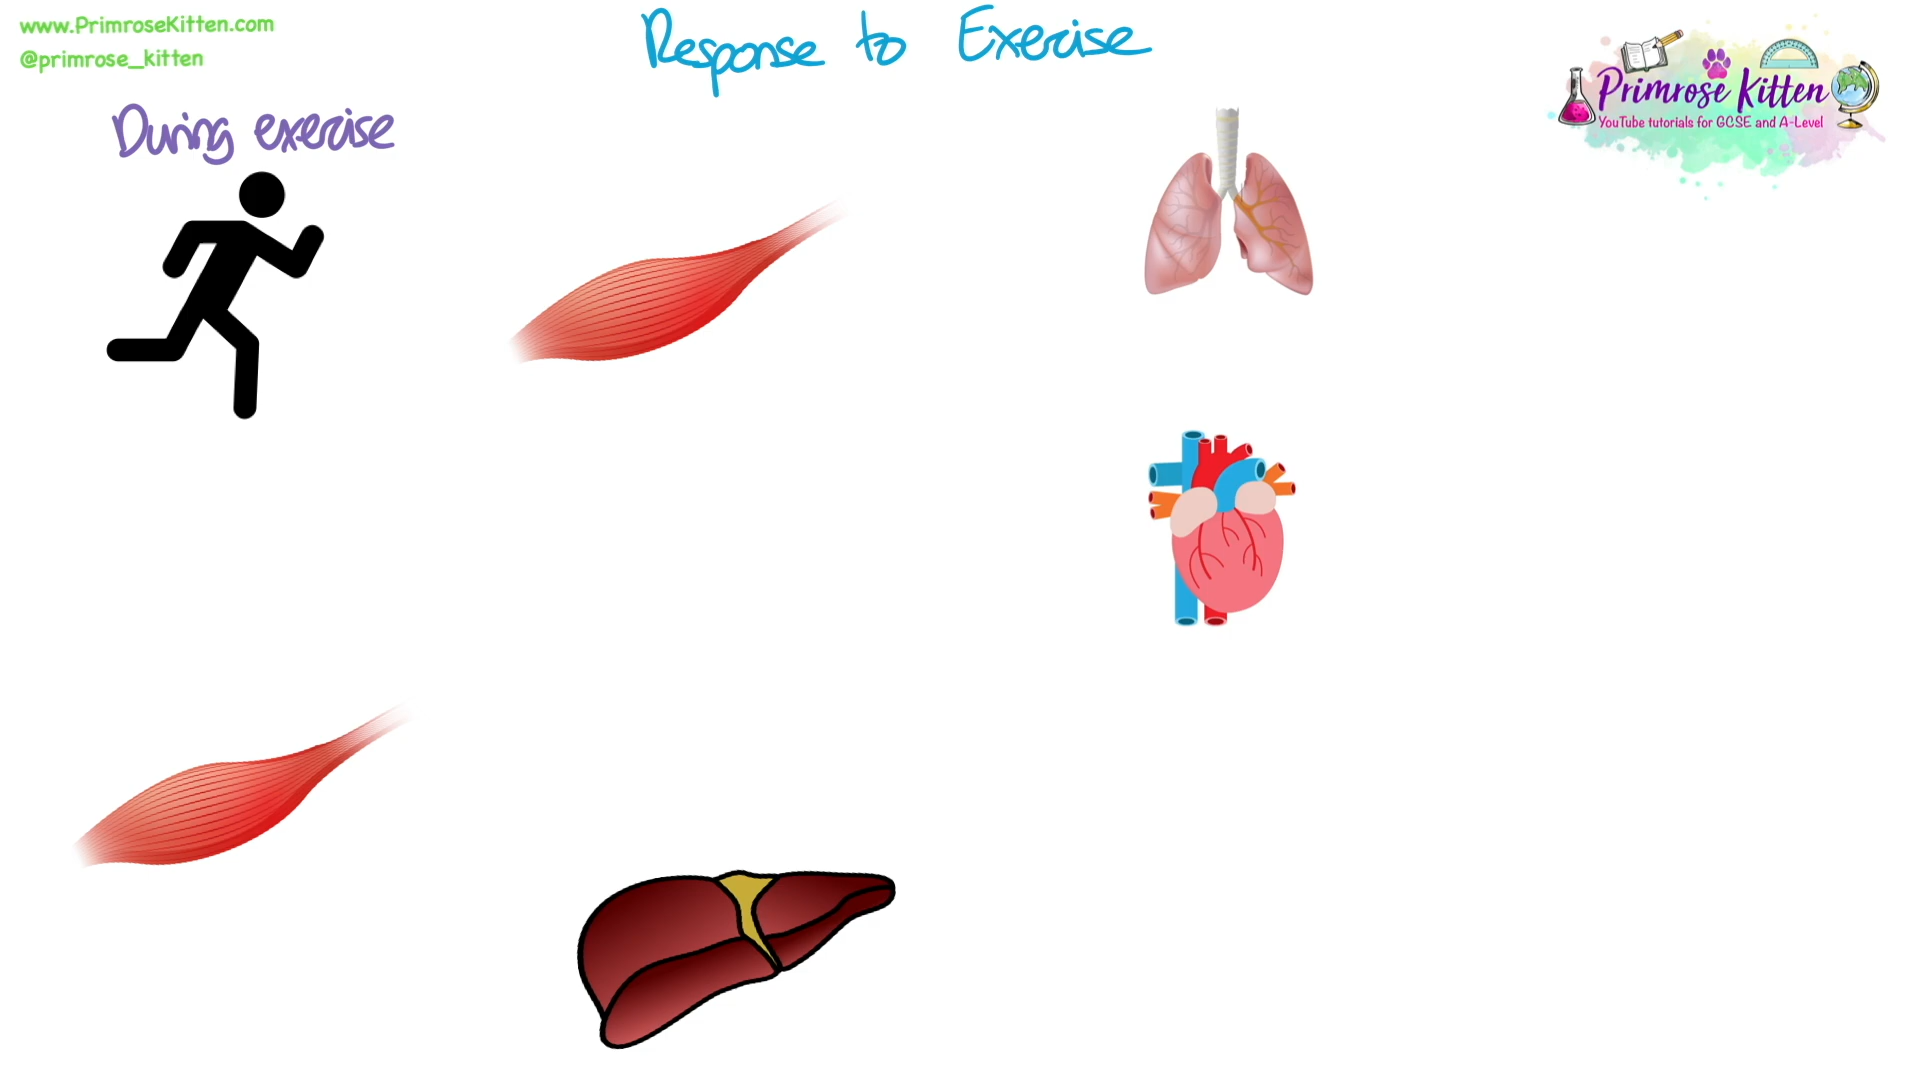 www.PrimroseKitten.com
@primrose_kitten
Response to Exercise
Primrose Kitten
YouTube tutorials for GCSE and A-Level
During exercise